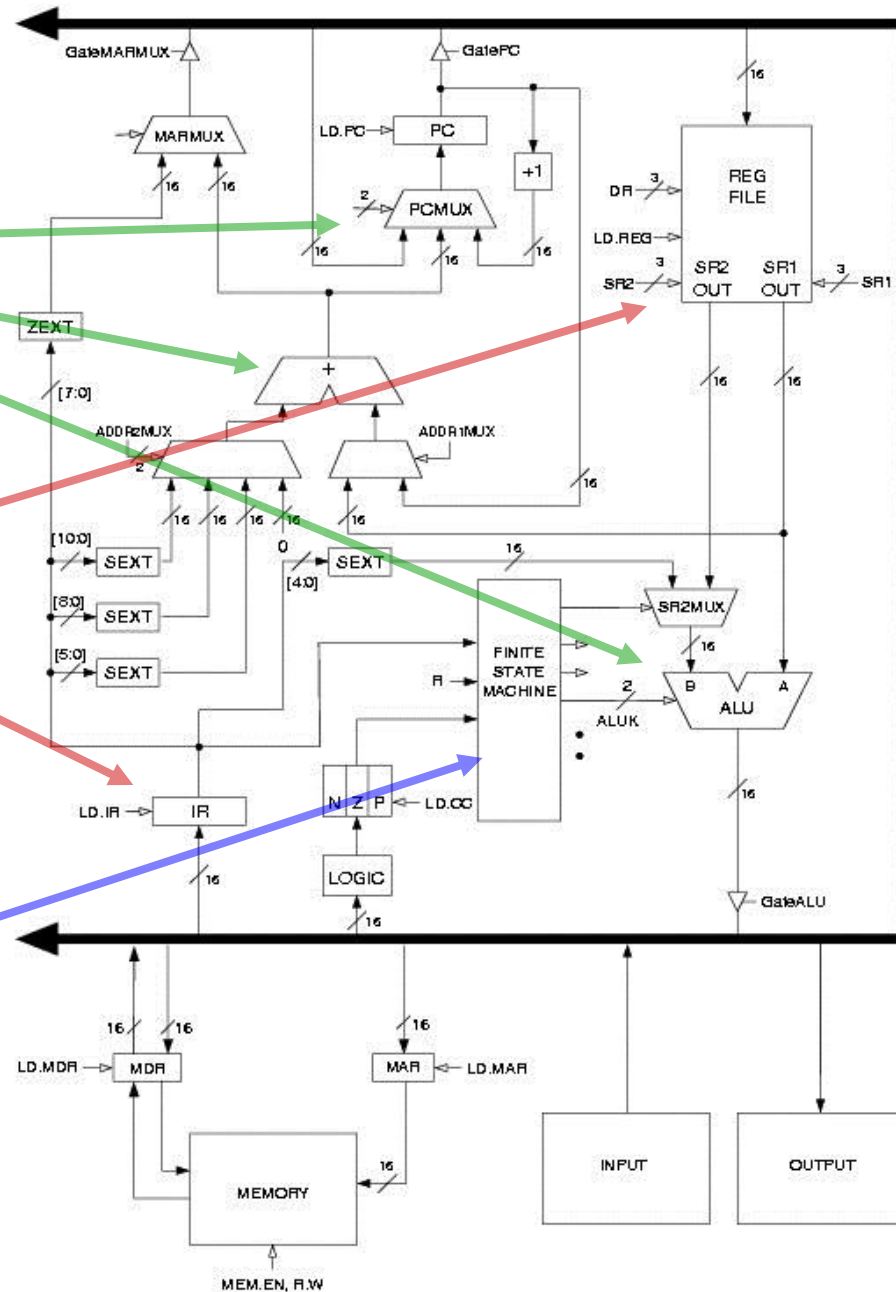 GateMARMUX
GatePC
16
MARMUX
LD.PC
PC
+1
REG
FILE
3
DR
16
16
2
PCMUX
LD.REG
16
16
16
SR2
OUT
SR1
OUT
3
SR2
3
SR1
ZEXT
+
[7:0]
16
16
ADDR2MUX
2
ADDR1MUX
16
16
16
16
16
0
16
[10:0]
SEXT
[4:0]
SEXT
16
[8:0]
SEXT
SR2MUX
16
[5:0]
SEXT
FINITE
STATE
MACHINE
R
B
A
ALU
2
ALUK
16
LD.IR
IR
N Z P
LD.CC
16
LOGIC
16
GateALU
16
16
16
LD.MDR
MDR
MAR
LD.MAR
16
MEMORY
INPUT
OUTPUT
MEM.EN, R.W